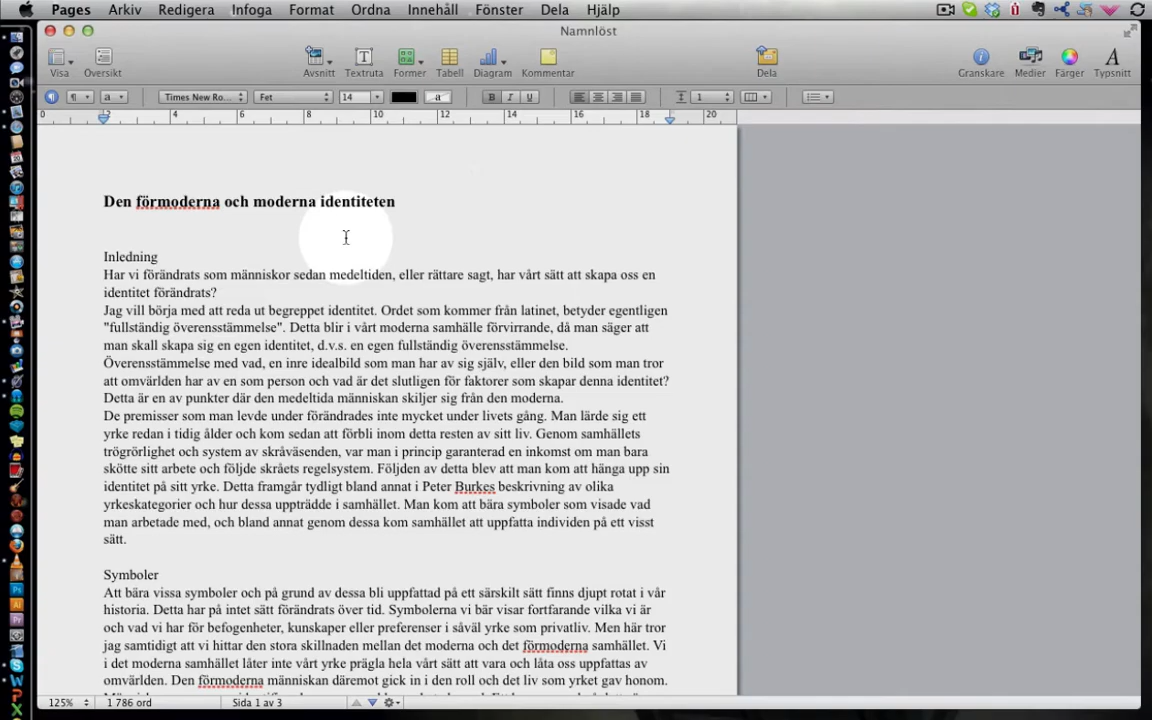 Pages Arkiv Redigera Infoga Format Ordna Innehåll Fönster Dela Hjälp
Namnlöst
Visa Översikt Avsnitt Textruta Former Tabell Diagram Kommentar Dela Granskare Medier Färger Typsnitt
a Times New Ro... Fet 14 a B I U 1
0 2 4 6 8 10 12 14 16 18 20
Den förmoderna och moderna identiteten
Inledning
Har vi förändrats som människor sedan medeltiden, eller rättare sagt, har vårt sätt att skapa oss en
identitet förändrats?
Jag vill börja med att reda ut begreppet identitet. Ordet som kommer från latinet, betyder egentligen
"fullständig överensstämmelse". Detta blir i vårt moderna samhälle förvirrande, då man säger att
man skall skapa sig en egen identitet, d.v.s. en egen fullständig överensstämmelse.
Överensstämmelse med vad, en inre idealbild som man har av sig själv, eller den bild som man tror
att omvärlden har av en som person och vad är det slutligen för faktorer som skapar denna identitet?
Detta är en av punkter där den medeltida människan skiljer sig från den moderna.
De premisser som man levde under förändrades inte mycket under livets gång. Man lärde sig ett
yrke redan i tidig ålder och kom sedan att förbli inom detta resten av sitt liv. Genom samhällets
trögrörlighet och system av skråväsenden, var man i princip garanterad en inkomst om man bara
skötte sitt arbete och följde skråets regelsystem. Följden av detta blev att man kom att hänga upp sin
identitet på sitt yrke. Detta framgår tydligt bland annat i Peter Burkes beskrivning av olika
yrkeskategorier och hur dessa uppträdde i samhället. Man kom att bära symboler som visade vad
man arbetade med, och bland annat genom dessa kom samhället att uppfatta individen på ett visst
sätt.
Symboler
Att bära vissa symboler och på grund av dessa bli uppfattad på ett särskilt sätt finns djupt rotat i vår
historia. Detta har på intet sätt förändrats över tid. Symbolerna vi bär visar fortfarande vilka vi är
och vad vi har för befogenheter, kunskaper eller preferenser i såväl yrke som privatliv. Men här tror
jag samtidigt att vi hittar den stora skillnaden mellan det moderna och det förmoderna samhället. Vi
i det moderna samhället låter inte vårt yrke prägla hela vårt sätt att vara och låta oss uppfattas av
omvärlden. Den förmoderna människan däremot gick in i den roll och det liv som yrket gav honom.
125% 1 786 ord Sida 1 av 3